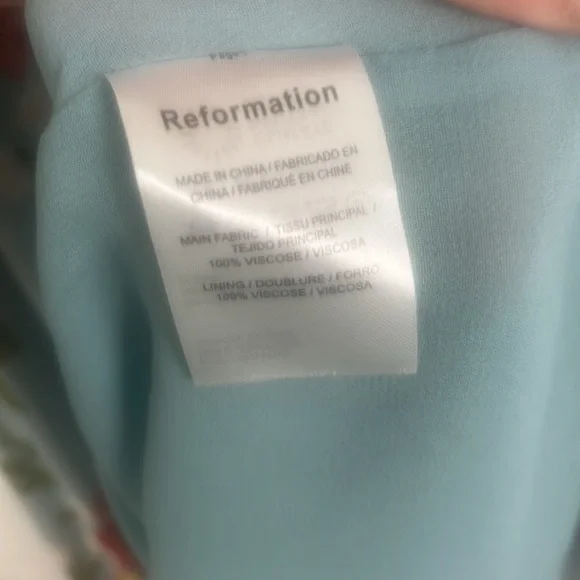 Reformation
MADE IN CHINA / FABRICADO EN
CHINA / FABRIQUÉ EN CHINE
MAIN FABRIC / TISSU PRINCIPAL /
TEJIDO PRINCIPAL
100% VISCOSE / VISCOSA
LINING / DOUBLURE / FORRO
100% VISCOSE / VISCOSA